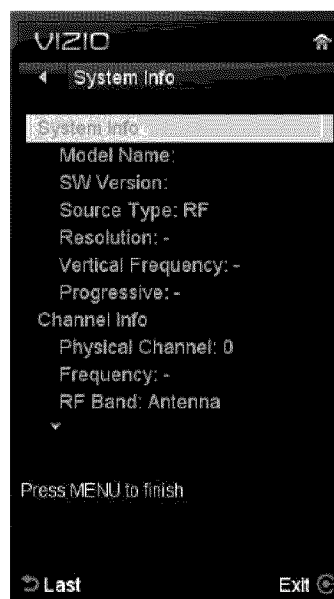 VIZIO
System Info
System Info
Model Name:
SW Version:
Source Type: RF
Resolution: -
Vertical Frequency: -
Progressive: -
Channel Info
Physical Channel: 0
Frequency: -
RF Band: Antenna
Press MENU to finish
Last Exit